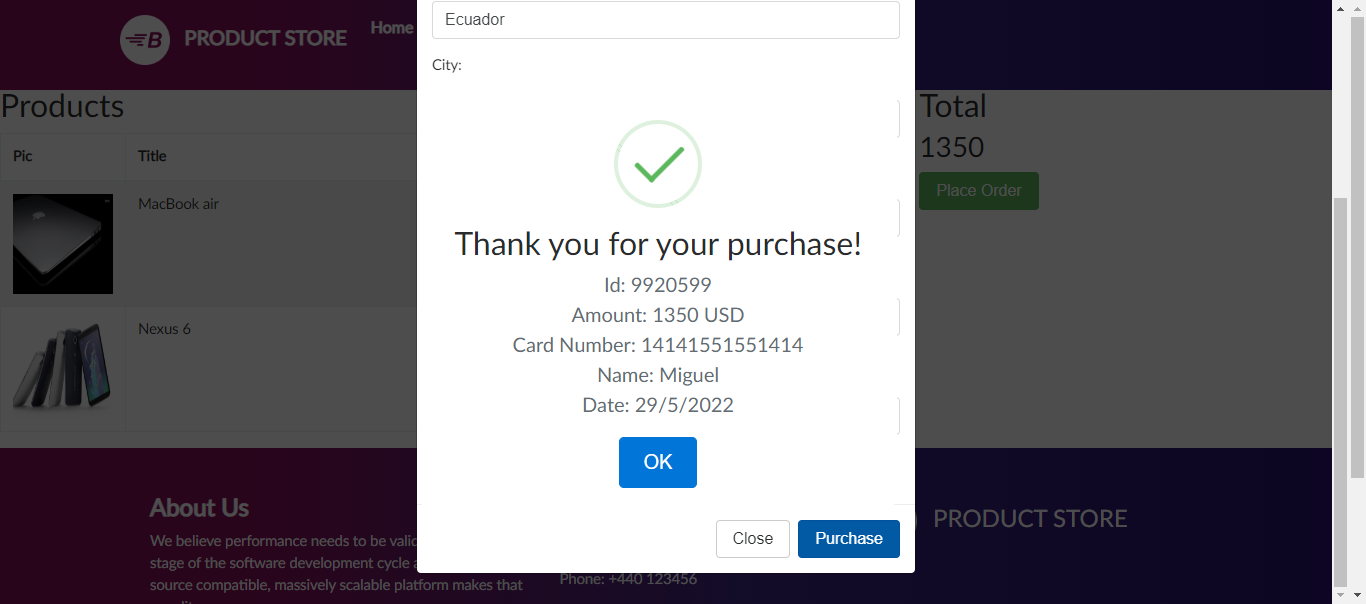 B PRODUCT STORE
Home
Products
Pic
Title
MacBook air
Nexus 6
Ecuador
City:
Thank you for your purchase!
Id: 9920599
Amount: 1350 USD
Card Number: 14141551551414
Name: Miguel
Date: 29/5/2022
OK
Close
Purchase
Total
1350
Place Order
About Us
We believe performance needs to be
stage of the software development cycle
source compatible, massively scalable platform makes that
Phone: +440 123456
PRODUCT STORE